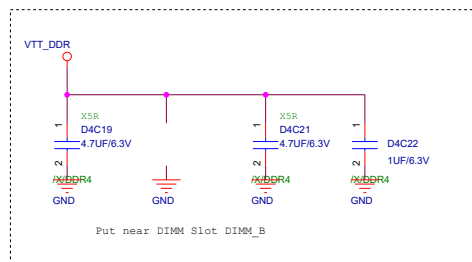 VTT_DDR
X5R
D4C19
4.7UF/6.3V
1
2
/X/DDR4
GND
GND
X5R
D4C21
4.7UF/6.3V
1
2
/X/DDR4
GND
D4C22
1UF/6.3V
1
2
/X/DDR4
GND
Put near DIMM Slot DIMM_B